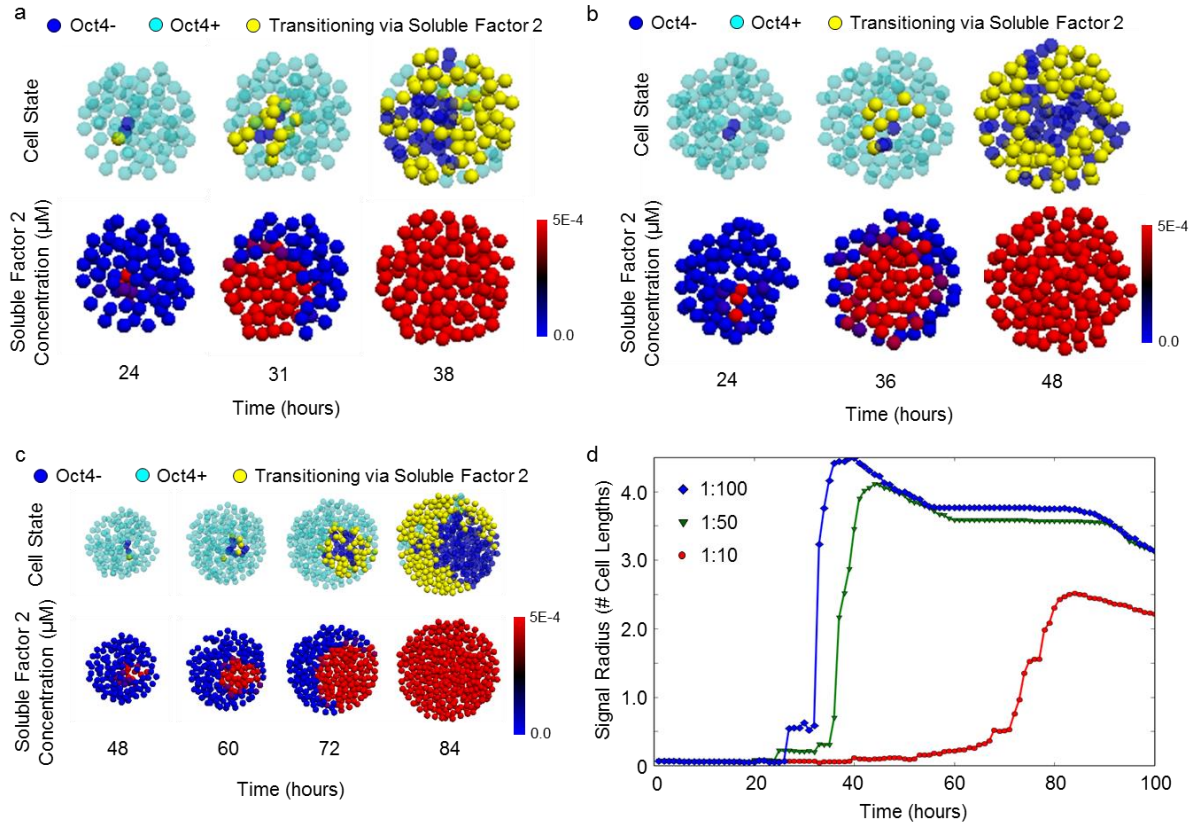 a
Oct4- Oct4+ Transitioning via Soluble Factor 2
Cell State
Soluble Factor 2
Concentration (µM)
5E-4
0.0
24 31 38
Time (hours)
b
Oct4- Oct4+ Transitioning via Soluble Factor 2
Cell State
Soluble Factor 2
Concentration (µM)
5E-4
0.0
24 36 48
Time (hours)
c
Oct4- Oct4+ Transitioning via Soluble Factor 2
Cell State
Soluble Factor 2
Concentration (µM)
5E-4
0.0
48 60 72 84
Time (hours)
d
Signal Radius (# Cell Lengths)
4.0
3.0
2.0
1.0
0
1:100
1:50
1:10
0 20 40 60 80 100
Time (hours)